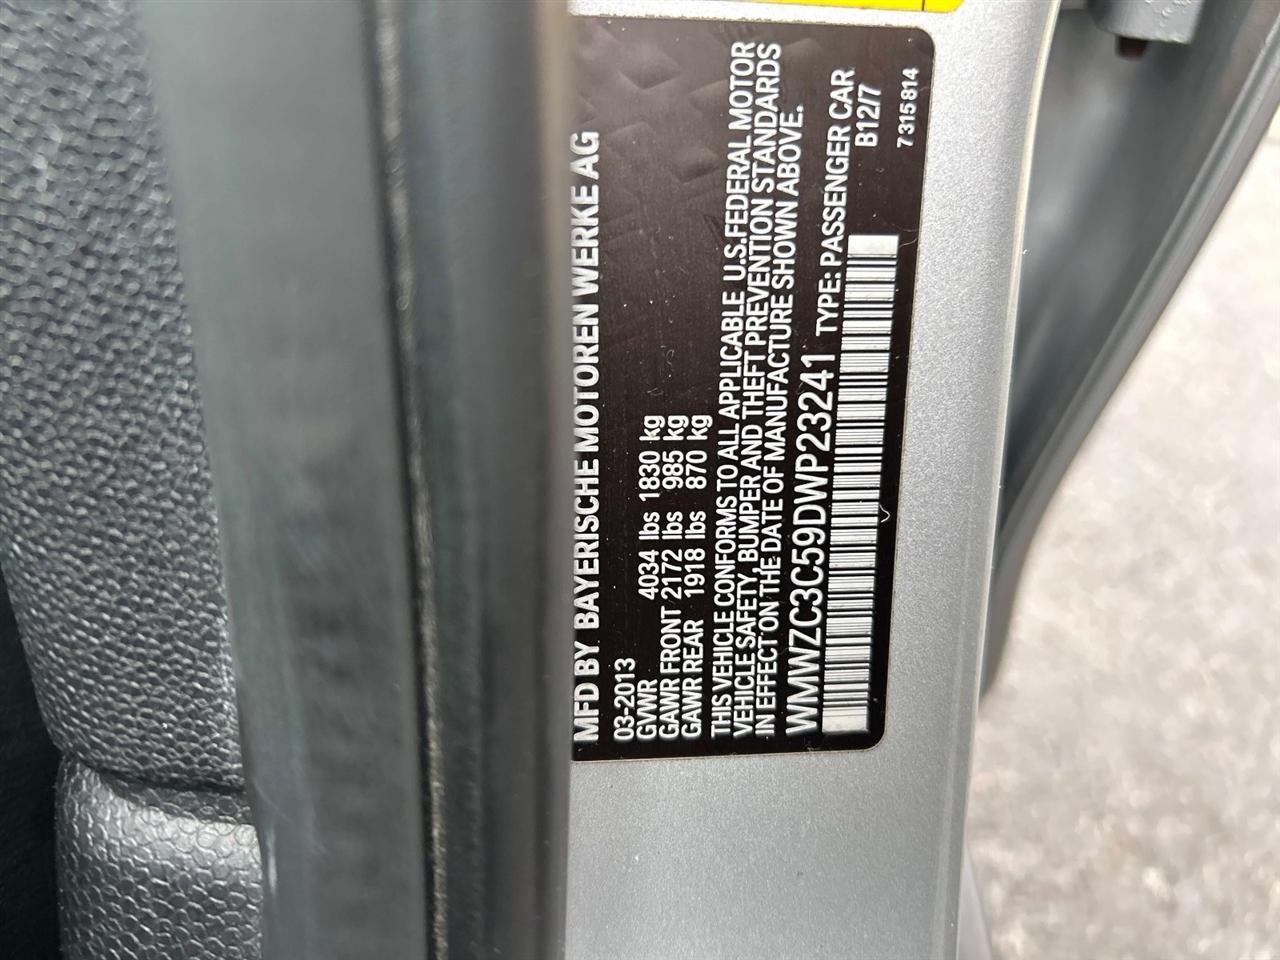 MFD BY BAYERISCHE MOTOREN WERKE AG
03-2013
GVWR 4034 lbs 1830 kg
GAWR FRONT 2172 lbs 985 kg
GAWR REAR 1918 lbs 870 kg
THIS VEHICLE CONFORMS TO ALL APPLICABLE U.S.FEDERAL MOTOR
VEHICLE SAFETY, BUMPER AND THEFT PREVENTION STANDARDS
IN EFFECT ON THE DATE OF MANUFACTURE SHOWN ABOVE.
WMWZC3C59DWP23241 TYPE: PASSENGER CAR
B12/7
7 315 814